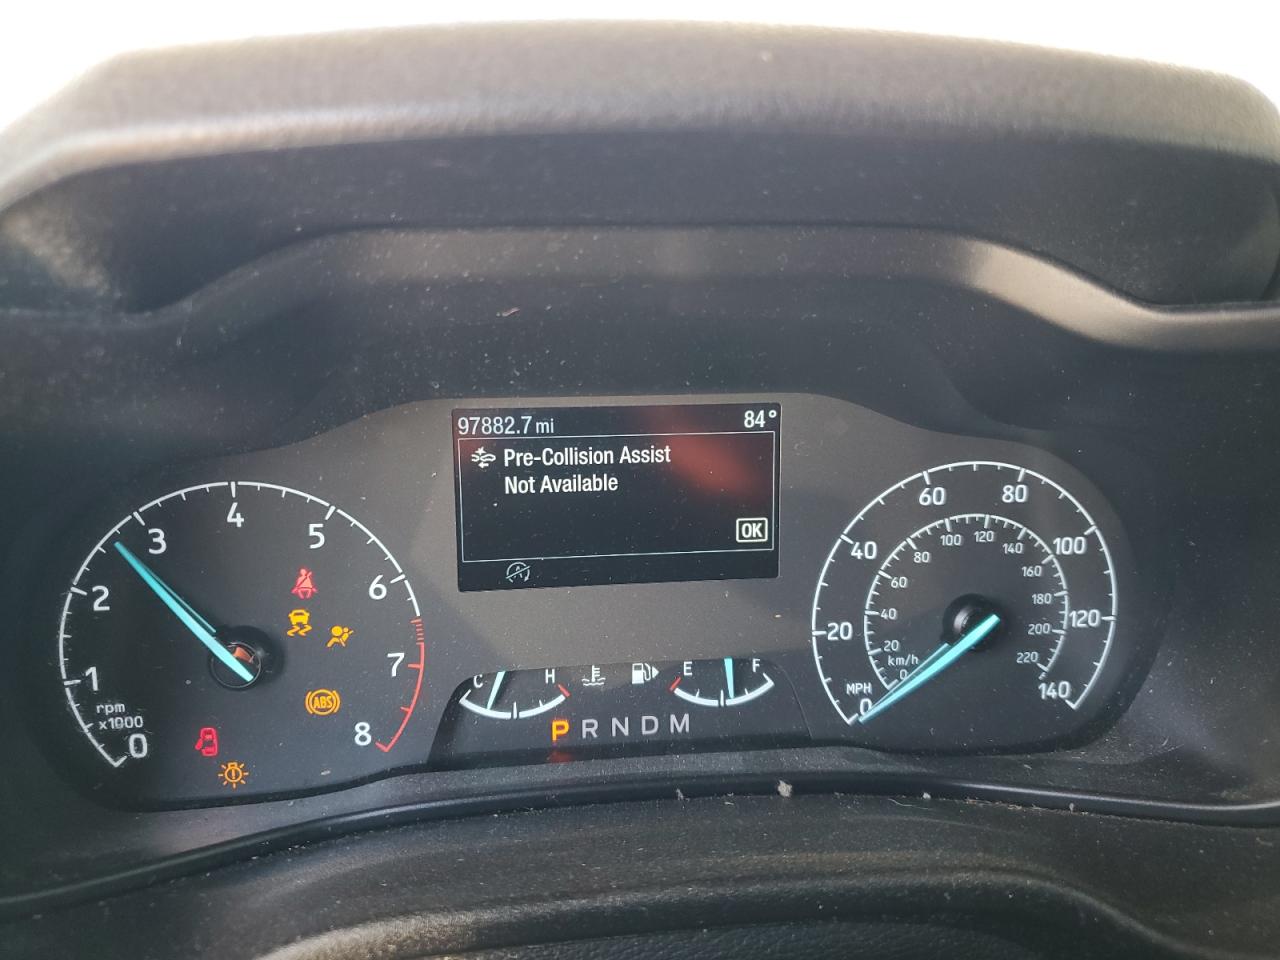 97882.7 mi 84°
Pre-Collision Assist
Not Available
OK
0 1 2 3 4 5 6 7 8
rpm
x1000
ABS
C H E F
P R N D M
0 20 40 60 80 100 120 140
MPH
0 20 40 60 80 100 120 140 160 180 200 220
km/h